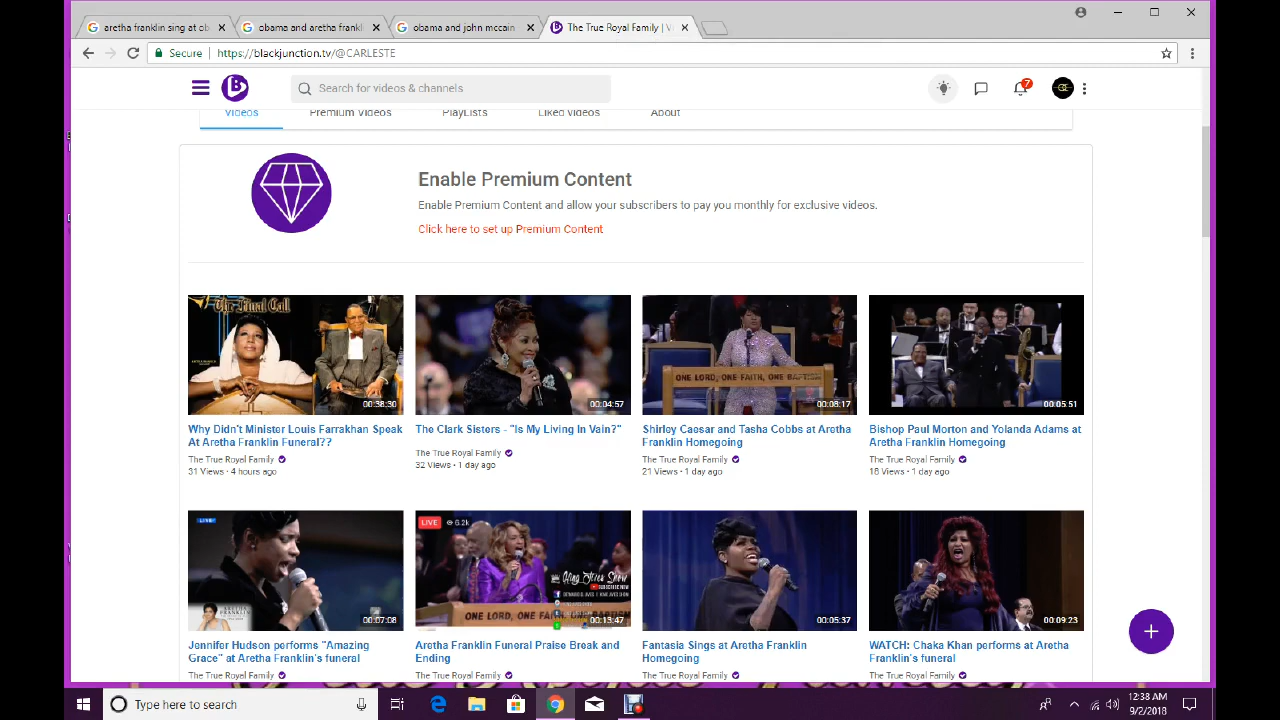 aretha franklin sing at ob
obama and aretha frankl
obama and john mccain
The True Royal Family | V
Secure
https://blackjunction.tv/@CARLESTE
Search for videos & channels
7
Videos
Premium Videos
PlayLists
Liked videos
About
Enable Premium Content
Enable Premium Content and allow your subscribers to pay you monthly for exclusive videos.
Click here to set up Premium Content
The Final Call
00:38:30
00:04:57
ONE LORD, ONE FAITH, ONE BAPTISM
00:08:17
00:05:51
Why Didn't Minister Louis Farrakhan Speak
At Aretha Franklin Funeral??
The True Royal Family
31 Views · 4 hours ago
The Clark Sisters - "Is My Living In Vain?"
The True Royal Family
32 Views · 1 day ago
Shirley Caesar and Tasha Cobbs at Aretha
Franklin Homegoing
The True Royal Family
21 Views · 1 day ago
Bishop Paul Morton and Yolanda Adams at
Aretha Franklin Homegoing
The True Royal Family
18 Views · 1 day ago
LIVE
ARETHA
FRANKLIN
00:07:08
LIVE
6.2k
SUBSCRIBE NOW
ONE LORD, ONE FAITH, ONE BAPTISM
00:13:47
00:05:37
00:09:23
Jennifer Hudson performs "Amazing
Grace" at Aretha Franklin's funeral
The True Royal Family
Aretha Franklin Funeral Praise Break and
Ending
The True Royal Family
Fantasia Sings at Aretha Franklin
Homegoing
The True Royal Family
WATCH: Chaka Khan performs at Aretha
Franklin's funeral
The True Royal Family
Type here to search
12:38 AM
9/2/2018